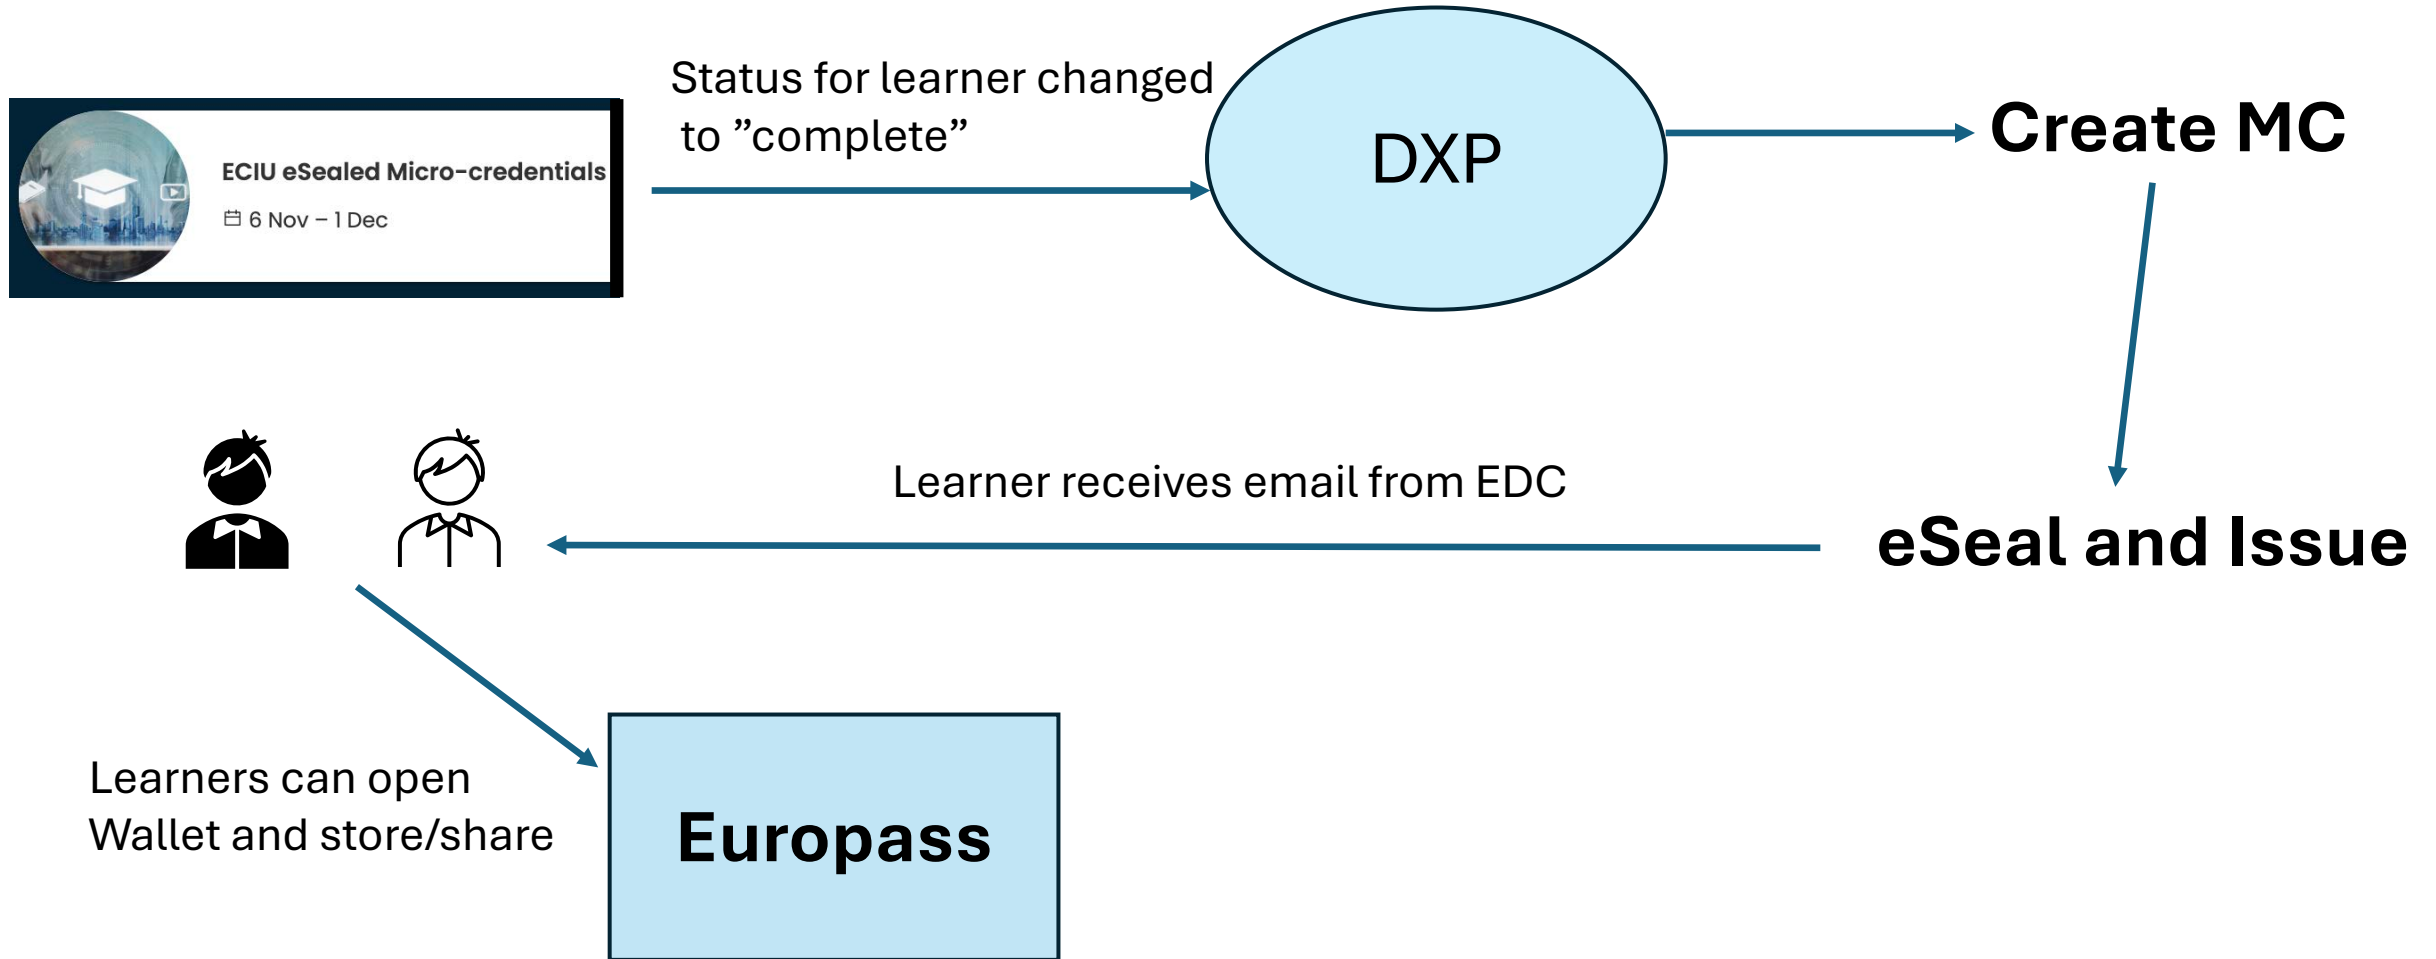 Status for learner changed
to ”complete”
DXP
Create MC
ECIU eSealed Micro-credentials
6 Nov – 1 Dec
Learner receives email from EDC
eSeal and Issue
Learners can open
Wallet and store/share
Europass